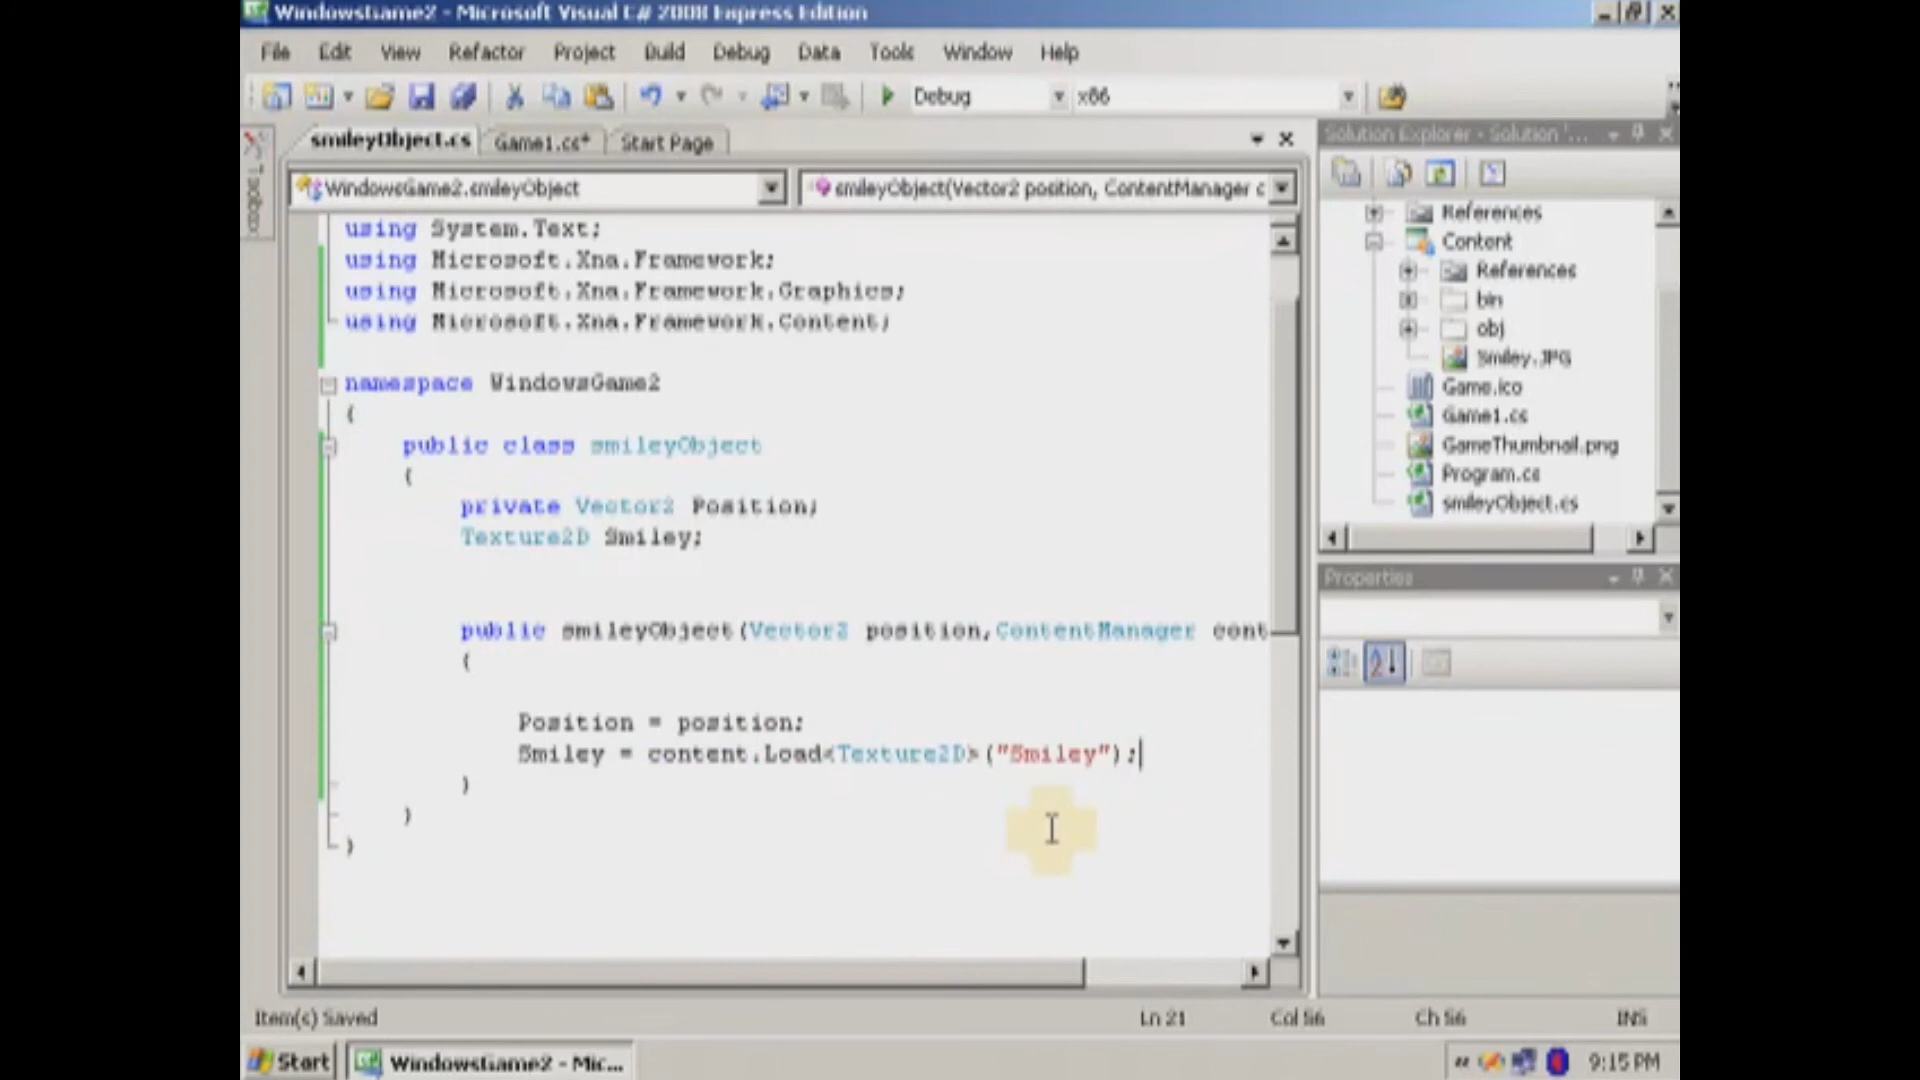 WindowsGame2 - Microsoft Visual C# 2008 Express Edition
File Edit View Refactor Project Build Debug Data Tools Window Help
Debug x86
smileyObject.cs Game1.cs* Start Page
WindowsGame2.smileyObject smileyObject(Vector2 position, ContentManager c
Toolbox
using System.Text;
using Microsoft.Xna.Framework;
using Microsoft.Xna.Framework.Graphics;
using Microsoft.Xna.Framework.Content;
namespace WindowsGame2
{
public class smileyObject
{
private Vector2 Position;
Texture2D Smiley;
public smileyObject(Vector2 position,ContentManager cont
{
Position = position;
Smiley = content.Load<Texture2D>("Smiley");
}
}
}
Solution Explorer - Solution '...
References
Content
References
bin
obj
Smiley.JPG
Game.ico
Game1.cs
GameThumbnail.png
Program.cs
smileyObject.cs
Properties
Item(s) Saved Ln 21 Col 56 Ch 56 INS
Start WindowsGame2 - Mic... 9:15 PM